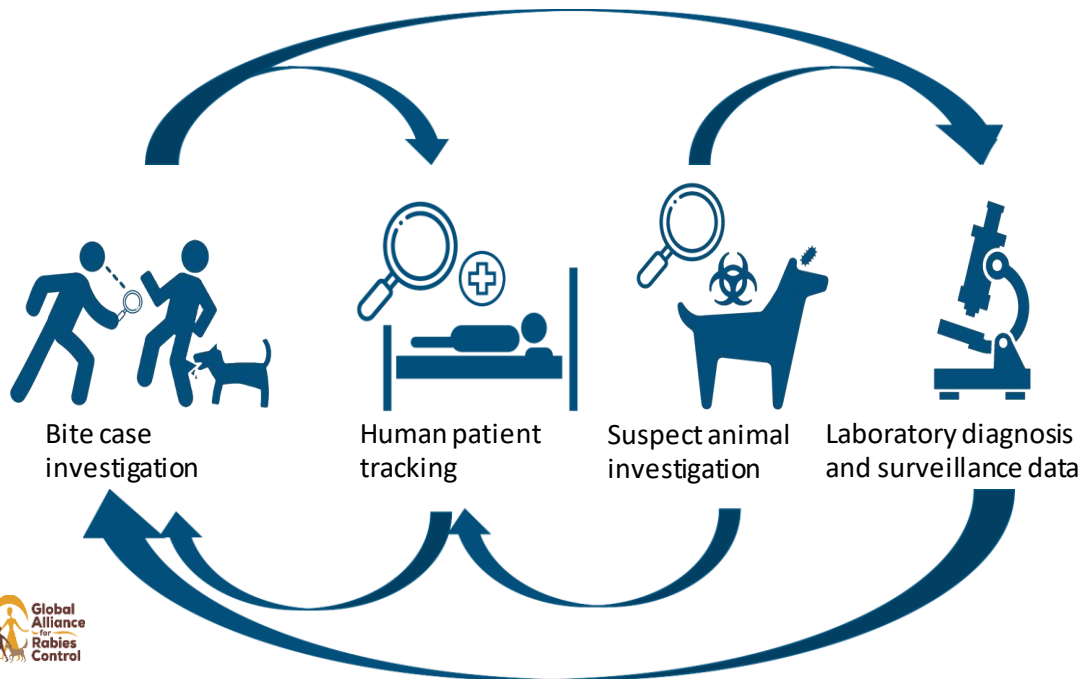 Bite case
investigation
Human patient
tracking
Suspect animal
investigation
Laboratory diagnosis
and surveillance data
Global
Alliance
for
Rabies
Control